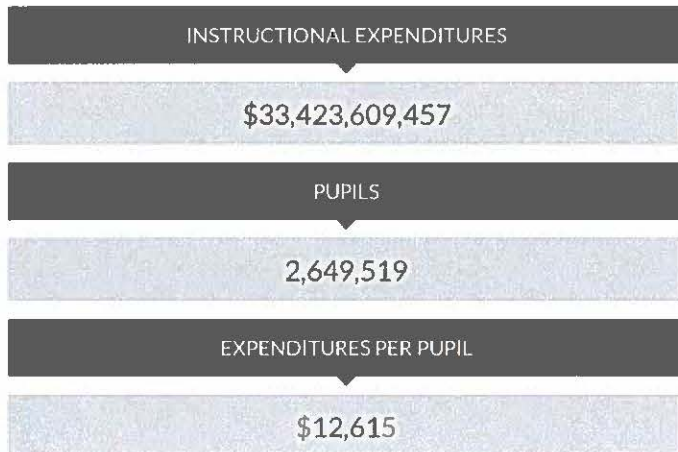 INSTRUCTIONAL EXPENDITURES
$33,423,609,457
PUPILS
2,649,519
EXPENDITURES PER PUPIL
$12,615